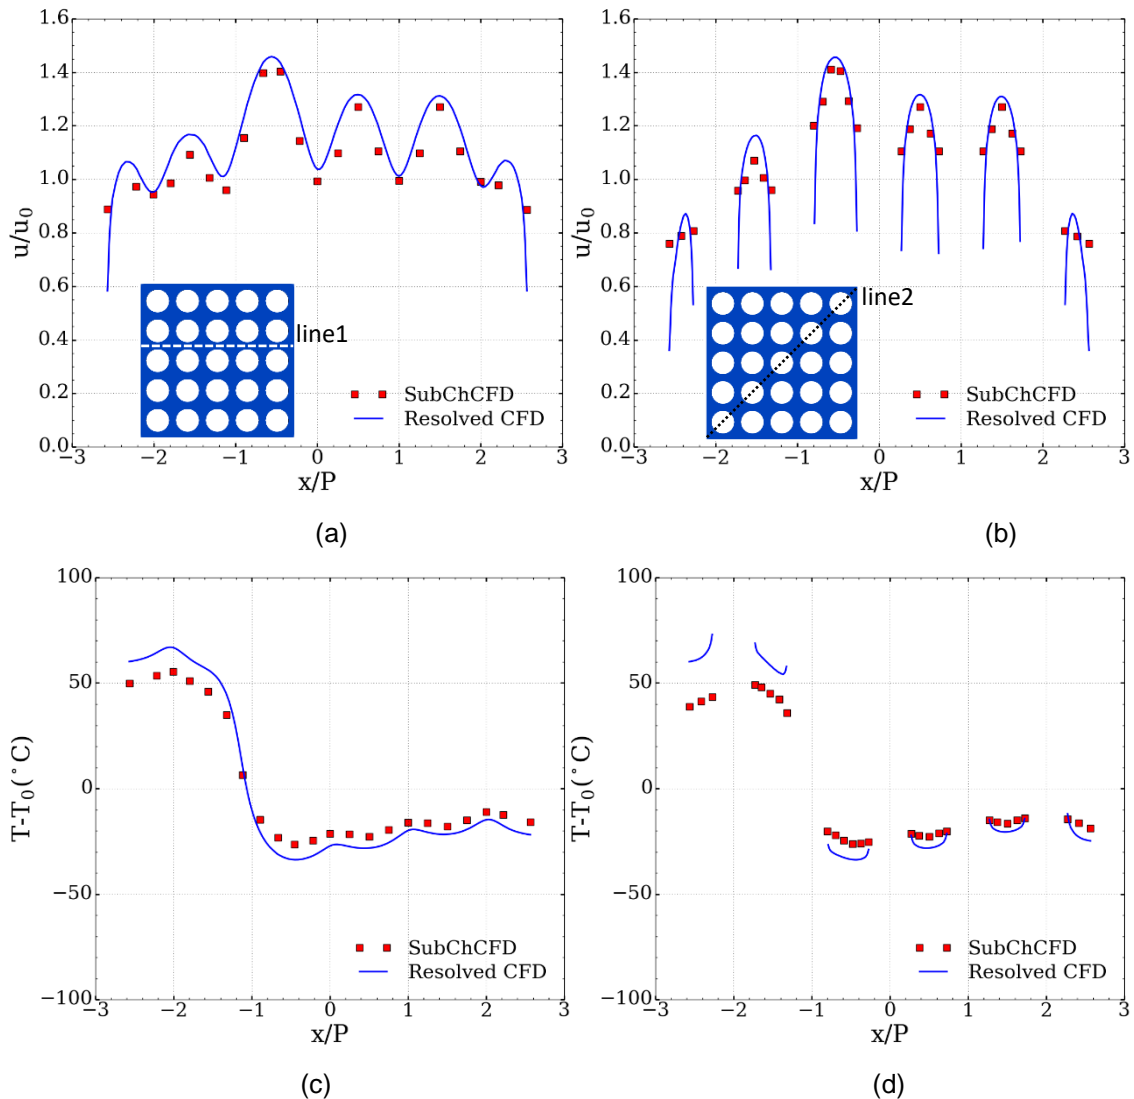 1.6
1.4
1.2
1.0
0.8
0.6
0.4
0.2
0.0
u/u0
line1
SubChCFD
Resolved CFD
−3 −2 −1 0 1 2 3
x/P
(a)
1.6
1.4
1.2
1.0
0.8
0.6
0.4
0.2
0.0
u/u0
line2
SubChCFD
Resolved CFD
−3 −2 −1 0 1 2 3
x/P
(b)
100
50
0
−50
−100
T-T0(°C)
SubChCFD
Resolved CFD
−3 −2 −1 0 1 2 3
x/P
(c)
100
50
0
−50
−100
T-T0(°C)
SubChCFD
Resolved CFD
−3 −2 −1 0 1 2 3
x/P
(d)